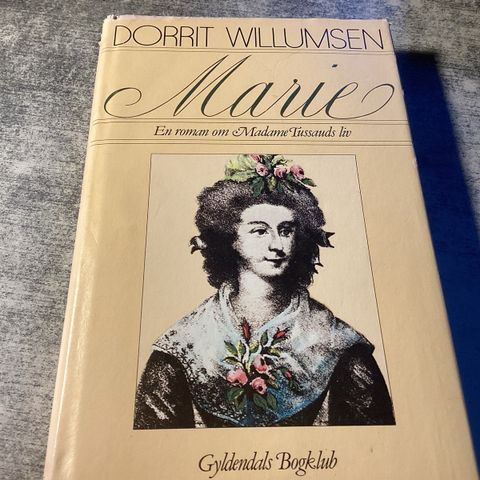 DORRIT WILLUMSEN
Marie
En roman om Madame Tussauds liv
Gyldendals Bogklub